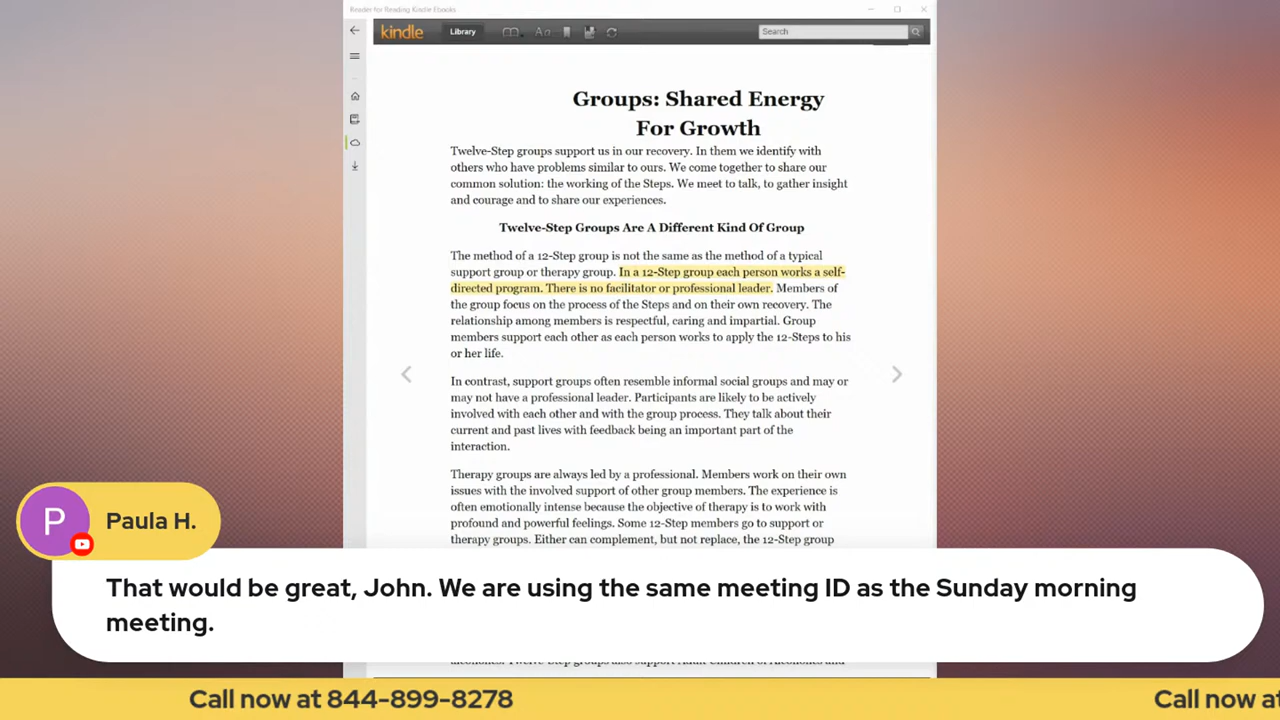 Reader for Reading Kindle Ebooks
kindle Library Aa Search
Groups: Shared Energy
For Growth
Twelve-Step groups support us in our recovery. In them we identify with
others who have problems similar to ours. We come together to share our
common solution: the working of the Steps. We meet to talk, to gather insight
and courage and to share our experiences.
Twelve-Step Groups Are A Different Kind Of Group
The method of a 12-Step group is not the same as the method of a typical
support group or therapy group. In a 12-Step group each person works a self-
directed program. There is no facilitator or professional leader. Members of
the group focus on the process of the Steps and on their own recovery. The
relationship among members is respectful, caring and impartial. Group
members support each other as each person works to apply the 12-Steps to his
or her life.
In contrast, support groups often resemble informal social groups and may or
may not have a professional leader. Participants are likely to be actively
involved with each other and with the group process. They talk about their
current and past lives with feedback being an important part of the
interaction.
Therapy groups are always led by a professional. Members work on their own
issues with the involved support of other group members. The experience is
often emotionally intense because the objective of therapy is to work with
profound and powerful feelings. Some 12-Step members go to support or
therapy groups. Either can complement, but not replace, the 12-Step group
P
Paula H.
That would be great, John. We are using the same meeting ID as the Sunday morning
meeting.
Call now at 844-899-8278
Call now at